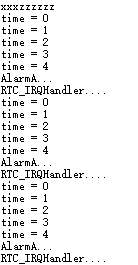 xxxzzzzzz
time = 0
time = 1
time = 2
time = 3
time = 4
AlarmA...
RTC_IRQHandler....
time = 0
time = 1
time = 2
time = 3
time = 4
AlarmA...
RTC_IRQHandler....
time = 0
time = 1
time = 2
time = 3
time = 4
AlarmA...
RTC_IRQHandler....